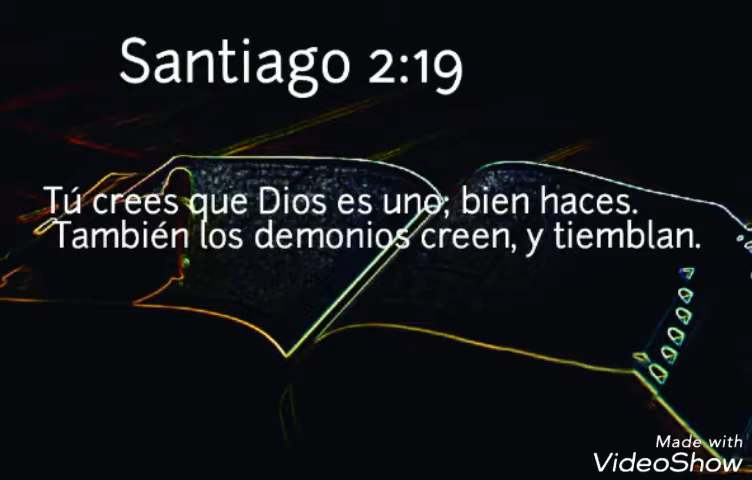 Santiago 2:19
Tú crees que Dios es uno; bien haces.
También los demonios creen, y tiemblan.
Made with
VideoShow